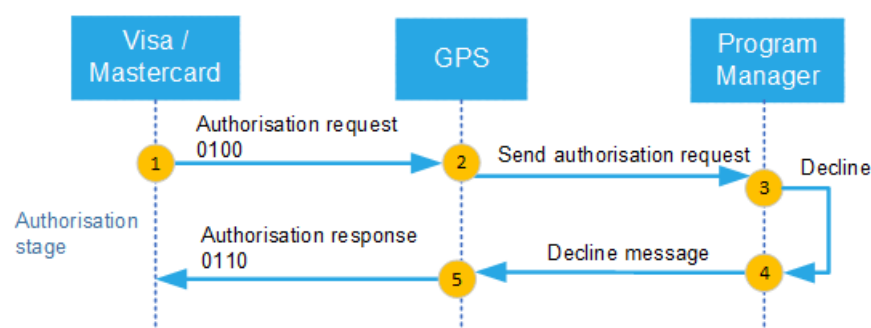 Visa /
Mastercard
GPS
Program
Manager
Authorisation request
0100
1
2
Send authorisation request
3
Decline
Authorisation
stage
Authorisation response
0110
5
Decline message
4